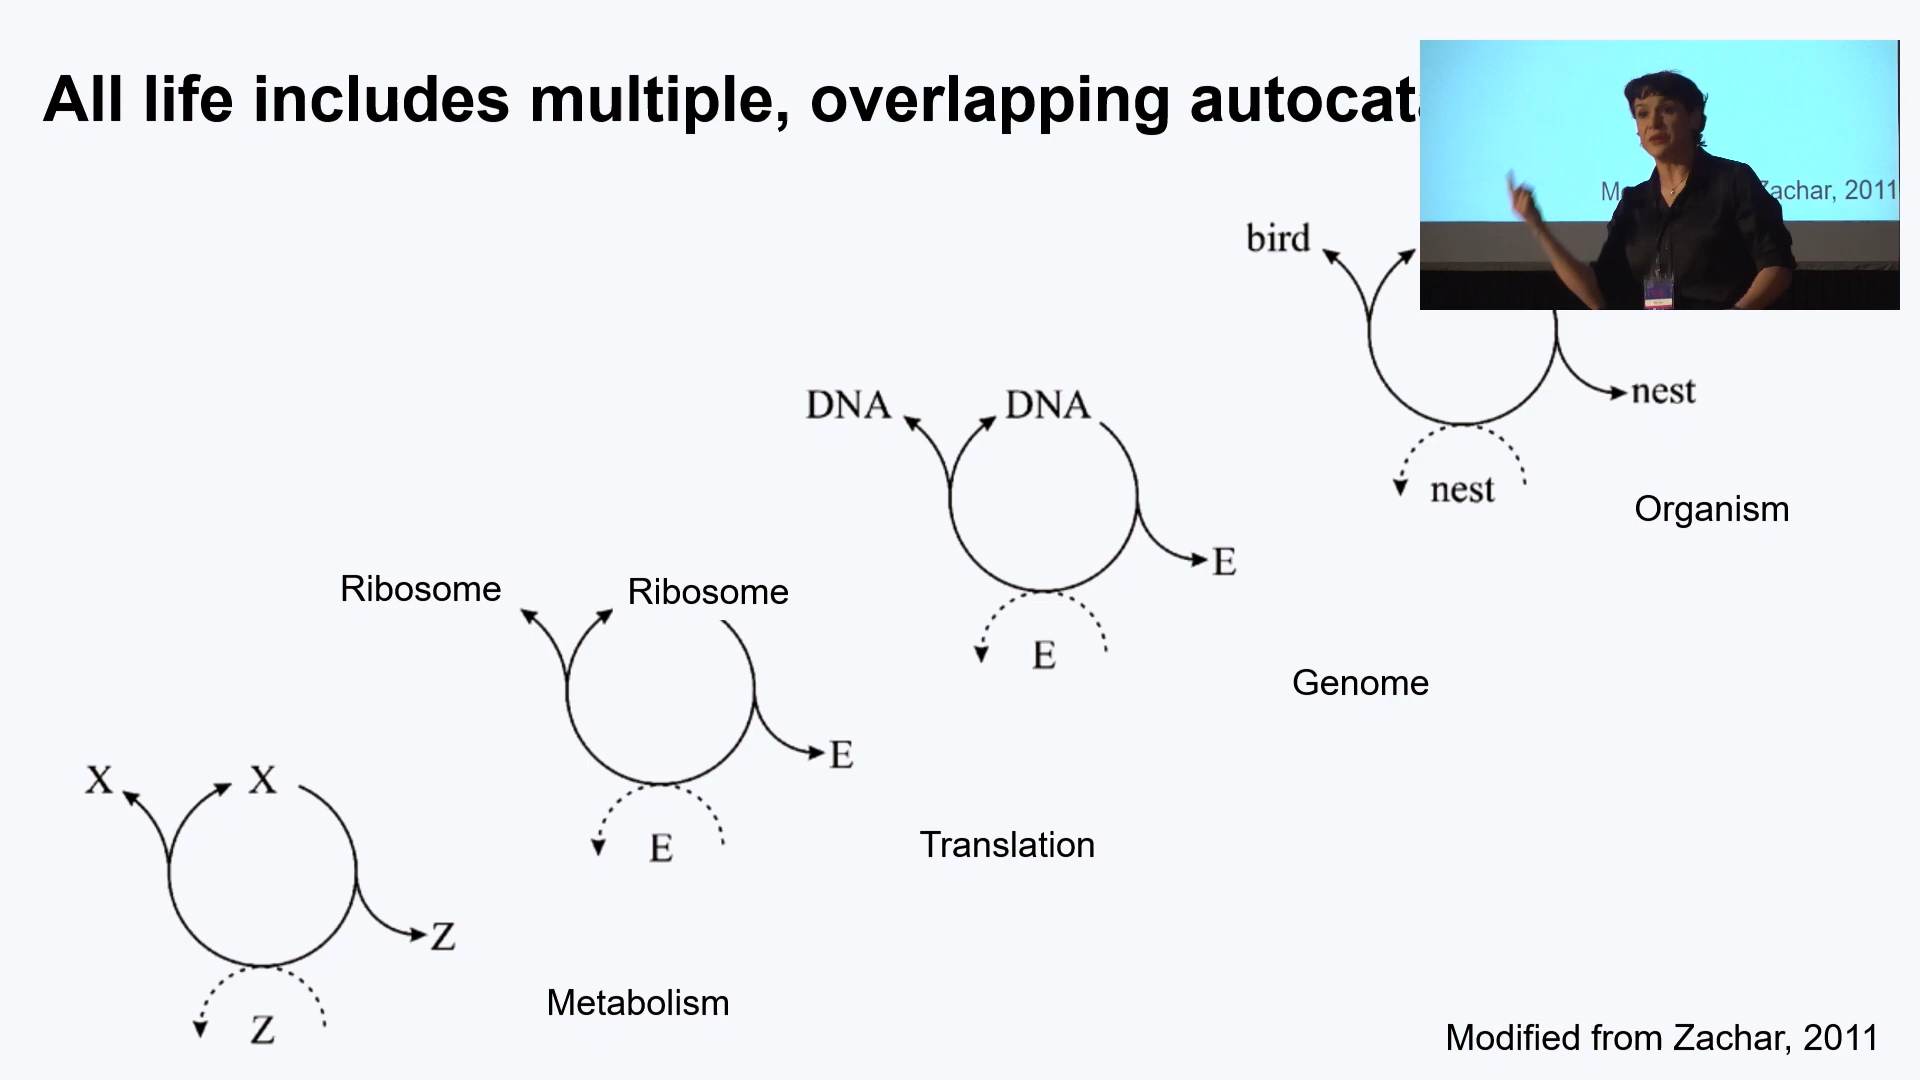 All life includes multiple, overlapping
Zachar, 2011
bird
nest
nest
Organism
DNA DNA
E
E
Genome
Ribosome Ribosome
E
E
Translation
X X
Z
Z
Metabolism
Modified from Zachar, 2011